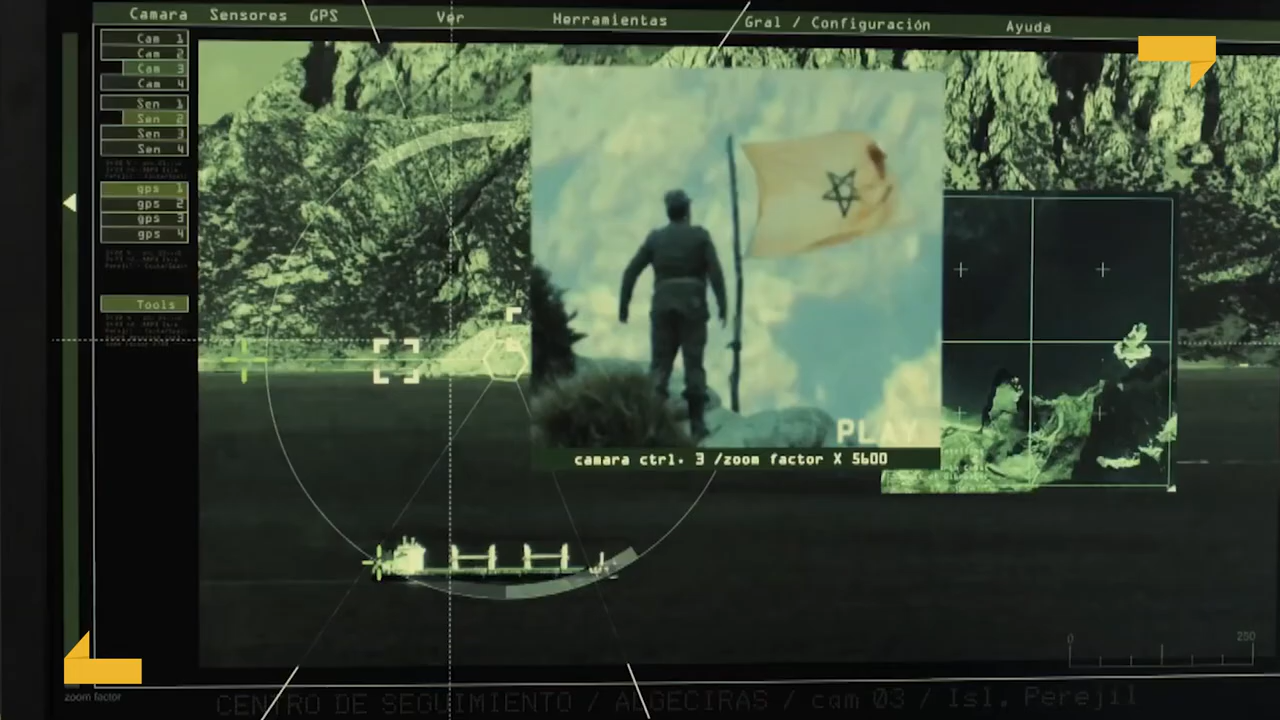 Camara Sensores GPS Ver Herramientas Gral / Configuración Ayuda
Cam 1
Cam 2
Cam 3
Cam 4
Sen 1
Sen 2
Sen 3
Sen 4
gps 1
gps 2
gps 3
gps 4
Tools
PLAY
camara ctrl. 3 /zoom factor X 5600
0 250
zoom factor
CENTRO DE SEGUIMIENTO / ALGECIRAS / cam 03 / Isl. Perejil